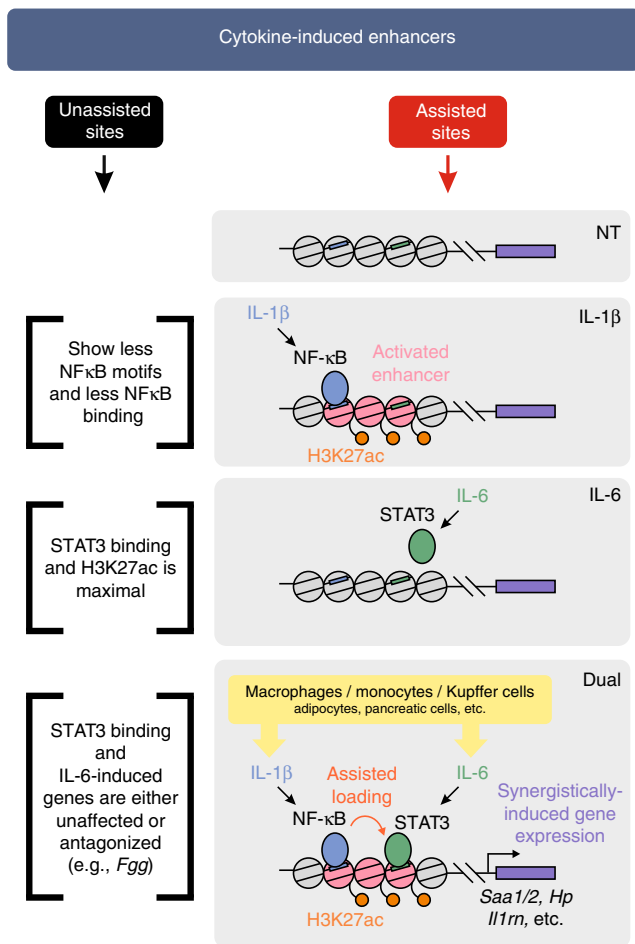 Cytokine-induced enhancers
Unassisted
sites
Assisted
sites
NT
Show less
NFκB motifs
and less NFκB
binding
IL-1β
IL-1β
NF-κB
Activated
enhancer
H3K27ac
STAT3 binding
and H3K27ac is
maximal
IL-6
IL-6
STAT3
STAT3 binding
and
IL-6-induced
genes are either
unaffected or
antagonized
(e.g., Fgg)
Dual
Macrophages / monocytes / Kupffer cells
adipocytes, pancreatic cells, etc.
IL-1β
Assisted
loading
IL-6
NF-κB
STAT3
Synergistically-
induced gene
expression
H3K27ac
Saa1/2, Hp
Il1rn, etc.